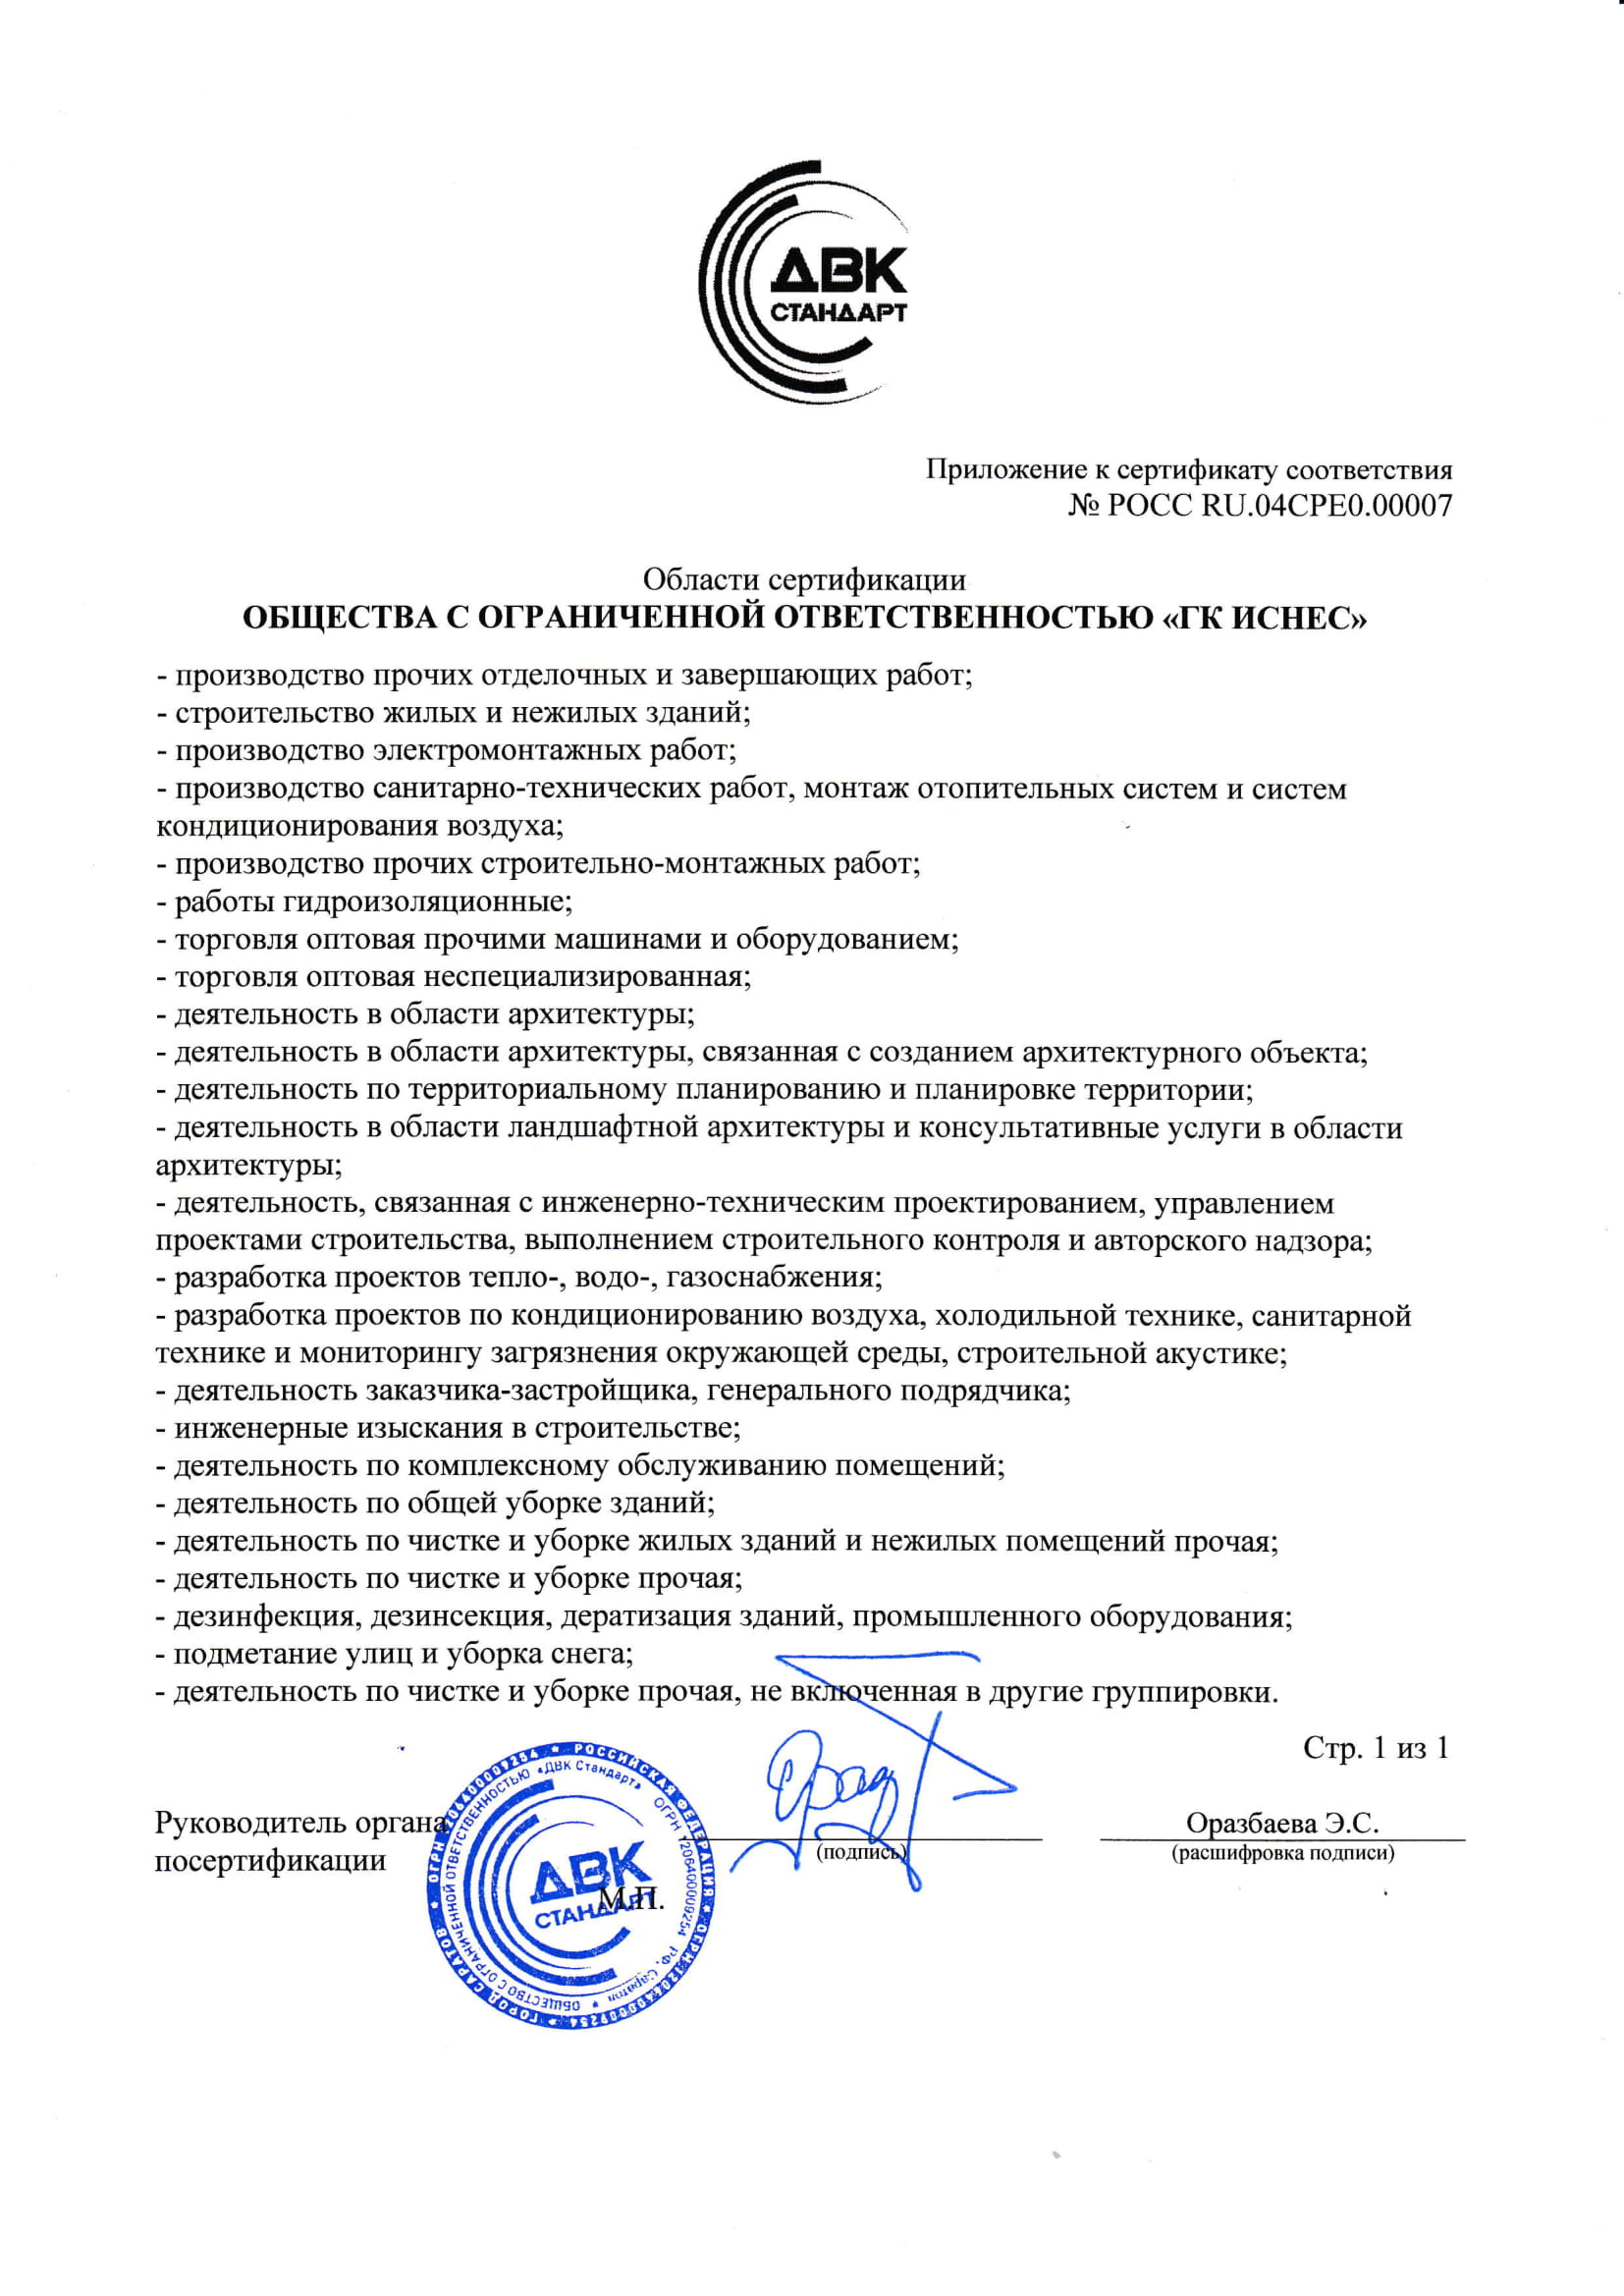 ДВК
СТАНДАРТ
Приложение к сертификату соответствия
№ РОСС RU.04СРЕ0.00007
Области сертификации
ОБЩЕСТВА С ОГРАНИЧЕННОЙ ОТВЕТСТВЕННОСТЬЮ «ГК ИСНЕС»
- производство прочих отделочных и завершающих работ;
- строительство жилых и нежилых зданий;
- производство электромонтажных работ;
- производство санитарно-технических работ, монтаж отопительных систем и систем
кондиционирования воздуха;
- производство прочих строительно-монтажных работ;
- работы гидроизоляционные;
- торговля оптовая прочими машинами и оборудованием;
- торговля оптовая неспециализированная;
- деятельность в области архитектуры;
- деятельность в области архитектуры, связанная с созданием архитектурного объекта;
- деятельность по территориальному планированию и планировке территории;
- деятельность в области ландшафтной архитектуры и консультативные услуги в области
архитектуры;
- деятельность, связанная с инженерно-техническим проектированием, управлением
проектами строительства, выполнением строительного контроля и авторского надзора;
- разработка проектов тепло-, водо-, газоснабжения;
- разработка проектов по кондиционированию воздуха, холодильной технике, санитарной
технике и мониторингу загрязнения окружающей среды, строительной акустике;
- деятельность заказчика-застройщика, генерального подрядчика;
- инженерные изыскания в строительстве;
- деятельность по комплексному обслуживанию помещений;
- деятельность по общей уборке зданий;
- деятельность по чистке и уборке жилых зданий и нежилых помещений прочая;
- деятельность по чистке и уборке прочая;
- дезинфекция, дезинсекция, дератизация зданий, промышленного оборудования;
- подметание улиц и уборка снега;
- деятельность по чистке и уборке прочая, не включенная в другие группировки.
Стр. 1 из 1
Руководитель органа
посертификации
(подпись)
Оразбаева Э.С.
(расшифровка подписи)
М.П.
ОГРН 1206400009254 * РОССИЙСКАЯ ФЕДЕРАЦИЯ * ОГРН 1206400009254 * ГОРОД САРАТОВ *
ОБЩЕСТВО С ОГРАНИЧЕННОЙ ОТВЕТСТВЕННОСТЬЮ «ДВК Стандарт» ОГРН 1206400009254 РФ, г.Саратов *
ДВК
СТАНДАРТ